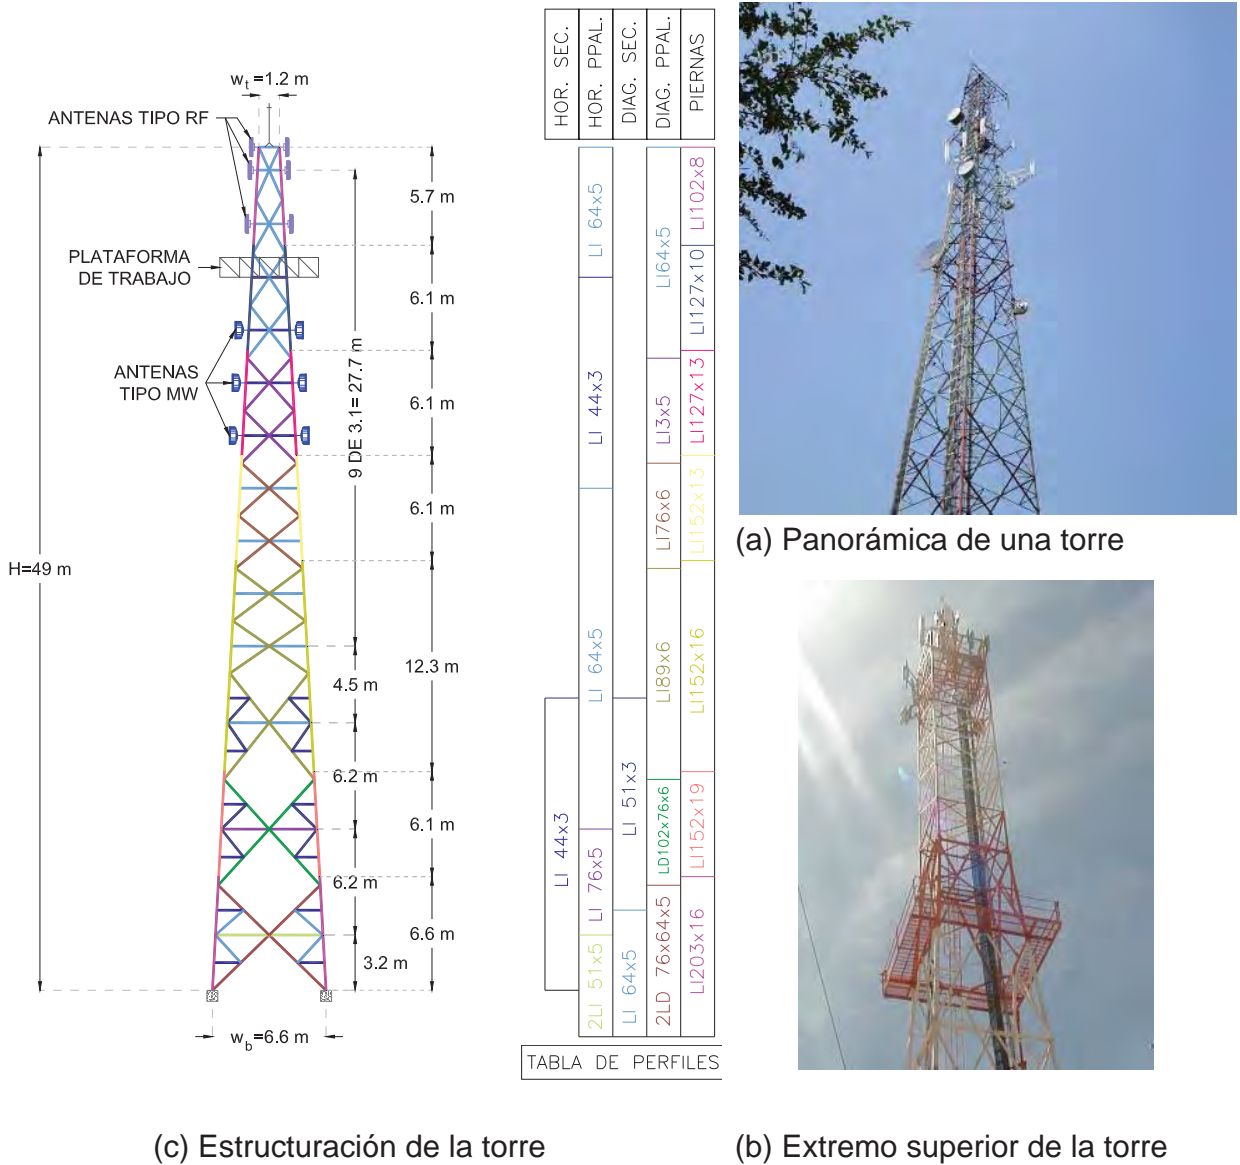 w_t=1.2 m
ANTENAS TIPO RF
PLATAFORMA
DE TRABAJO
ANTENAS
TIPO MW
H=49 m
9 DE 3.1= 27.7 m
4.5 m
6.2 m
6.2 m
3.2 m
5.7 m
6.1 m
6.1 m
6.1 m
12.3 m
6.1 m
6.6 m
w_b=6.6 m
HOR. SEC.
HOR. PPAL.
DIAG. SEC.
DIAG. PPAL.
PIERNAS
LI 44x3
LI 64x5
LI 44x3
LI 64x5
LI 76x5
2LI 51x5
LI 51x3
LI 64x5
LI64x5
LI3x5
LI76x6
LI89x6
LD102x76x6
2LD 76x64x5
LI102x8
LI127x10
LI127x13
LI152x13
LI152x16
LI152x19
LI203x16
TABLA DE PERFILES
(a) Panorámica de una torre
(c) Estructuración de la torre
(b) Extremo superior de la torre